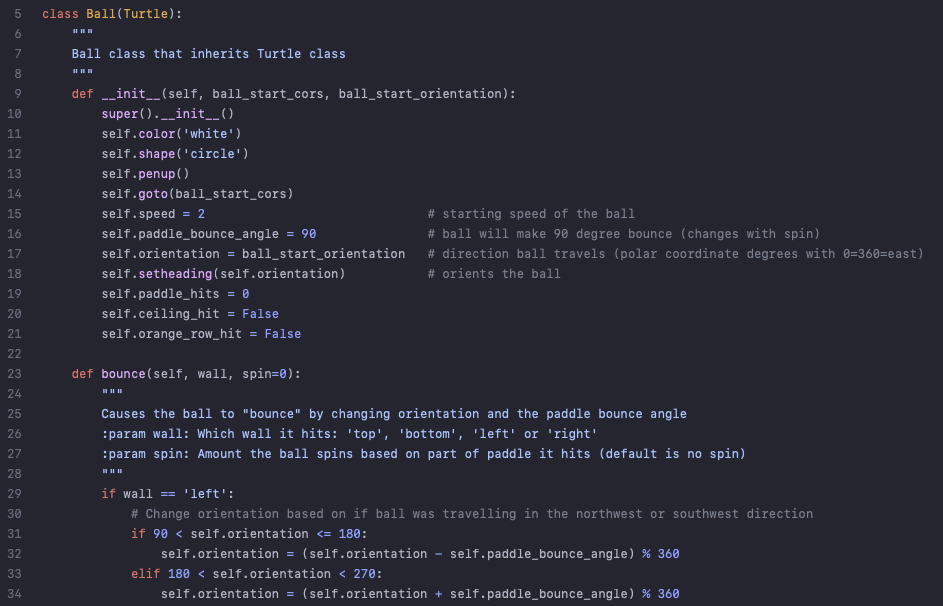 5 class Ball(Turtle):
6     """
7     Ball class that inherits Turtle class
8     """
9     def __init__(self, ball_start_cors, ball_start_orientation):
10         super().__init__()
11         self.color('white')
12         self.shape('circle')
13         self.penup()
14         self.goto(ball_start_cors)
15         self.speed = 2                              # starting speed of the ball
16         self.paddle_bounce_angle = 90               # ball will make 90 degree bounce (changes with spin)
17         self.orientation = ball_start_orientation   # direction ball travels (polar coordinate degrees with 0=360=east)
18         self.setheading(self.orientation)           # orients the ball
19         self.paddle_hits = 0
20         self.ceiling_hit = False
21         self.orange_row_hit = False
22
23     def bounce(self, wall, spin=0):
24         """
25         Causes the ball to "bounce" by changing orientation and the paddle bounce angle
26         :param wall: Which wall it hits: 'top', 'bottom', 'left' or 'right'
27         :param spin: Amount the ball spins based on part of paddle it hits (default is no spin)
28         """
29         if wall == 'left':
30             # Change orientation based on if ball was travelling in the northwest or southwest direction
31             if 90 < self.orientation <= 180:
32                 self.orientation = (self.orientation - self.paddle_bounce_angle) % 360
33             elif 180 < self.orientation < 270:
34                 self.orientation = (self.orientation + self.paddle_bounce_angle) % 360